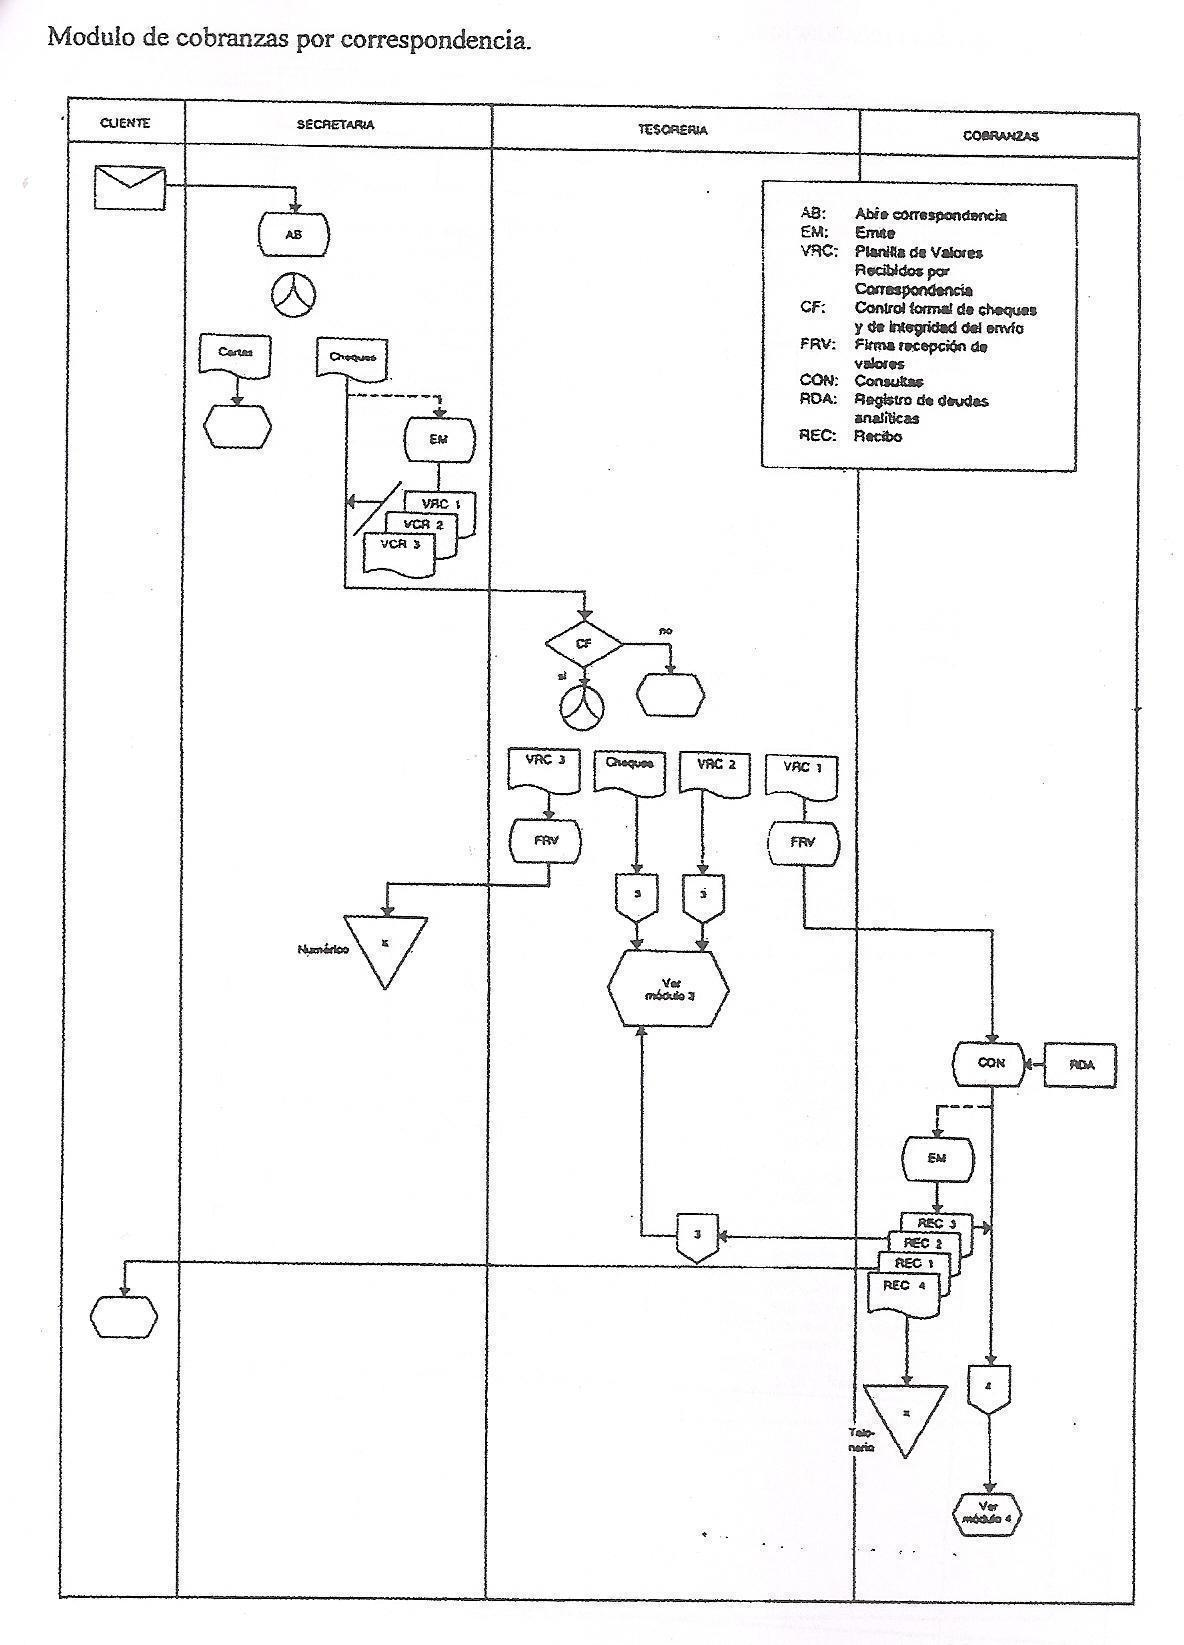 Modulo de cobranzas por correspondencia.
CLIENTE
SECRETARIA
TESORERIA
COBRANZAS
AB: Abre correspondencia
EM: Emite
VRC: Planilla de Valores
Recibidos por
Correspondencia
CF: Control formal de cheques
y de integridad del envío
FRV: Firma recepción de
valores
CON: Consultas
RDA: Registro de deudas
analíticas
REC: Recibo
AB
Cartas
Cheques
EM
VRC 1
VCR 2
VCR 3
CF
no
si
VRC 3
Cheques
VRC 2
VRC 1
FRV
FRV
3
3
Numérico
Ver
módulo 3
CON
RDA
EM
REC 3
REC 2
REC 1
REC 4
3
4
Talo-
nario
Ver
módulo 4